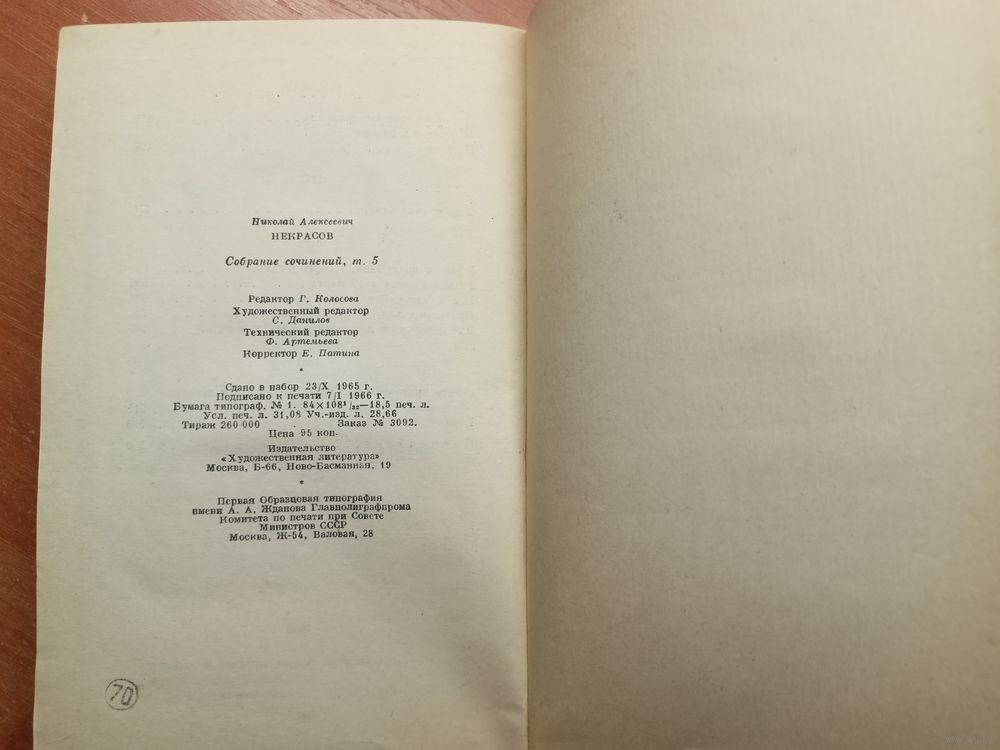 Николай Алексеевич
НЕКРАСОВ
Собрание сочинений, т. 5
Редактор Г. Колосова
Художественный редактор
С. Данилов
Технический редактор
Ф. Артемьева
Корректор Е. Патина
*
Сдано в набор 23/X 1965 г.
Подписано к печати 7/I 1966 г.
Бумага типограф. № 1. 84×108¹/₃₂—18,5 печ. л.
Усл. печ. л. 31,08 Уч.-изд. л. 28,66
Тираж 260 000 Заказ № 3092.
Цена 95 коп.
Издательство
«Художественная литература»
Москва, Б-66, Ново-Басманная, 19
*
Первая Образцовая типография
имени А. А. Жданова Главполиграфпрома
Комитета по печати при Совете
Министров СССР
Москва, Ж-54, Валовая, 28
70